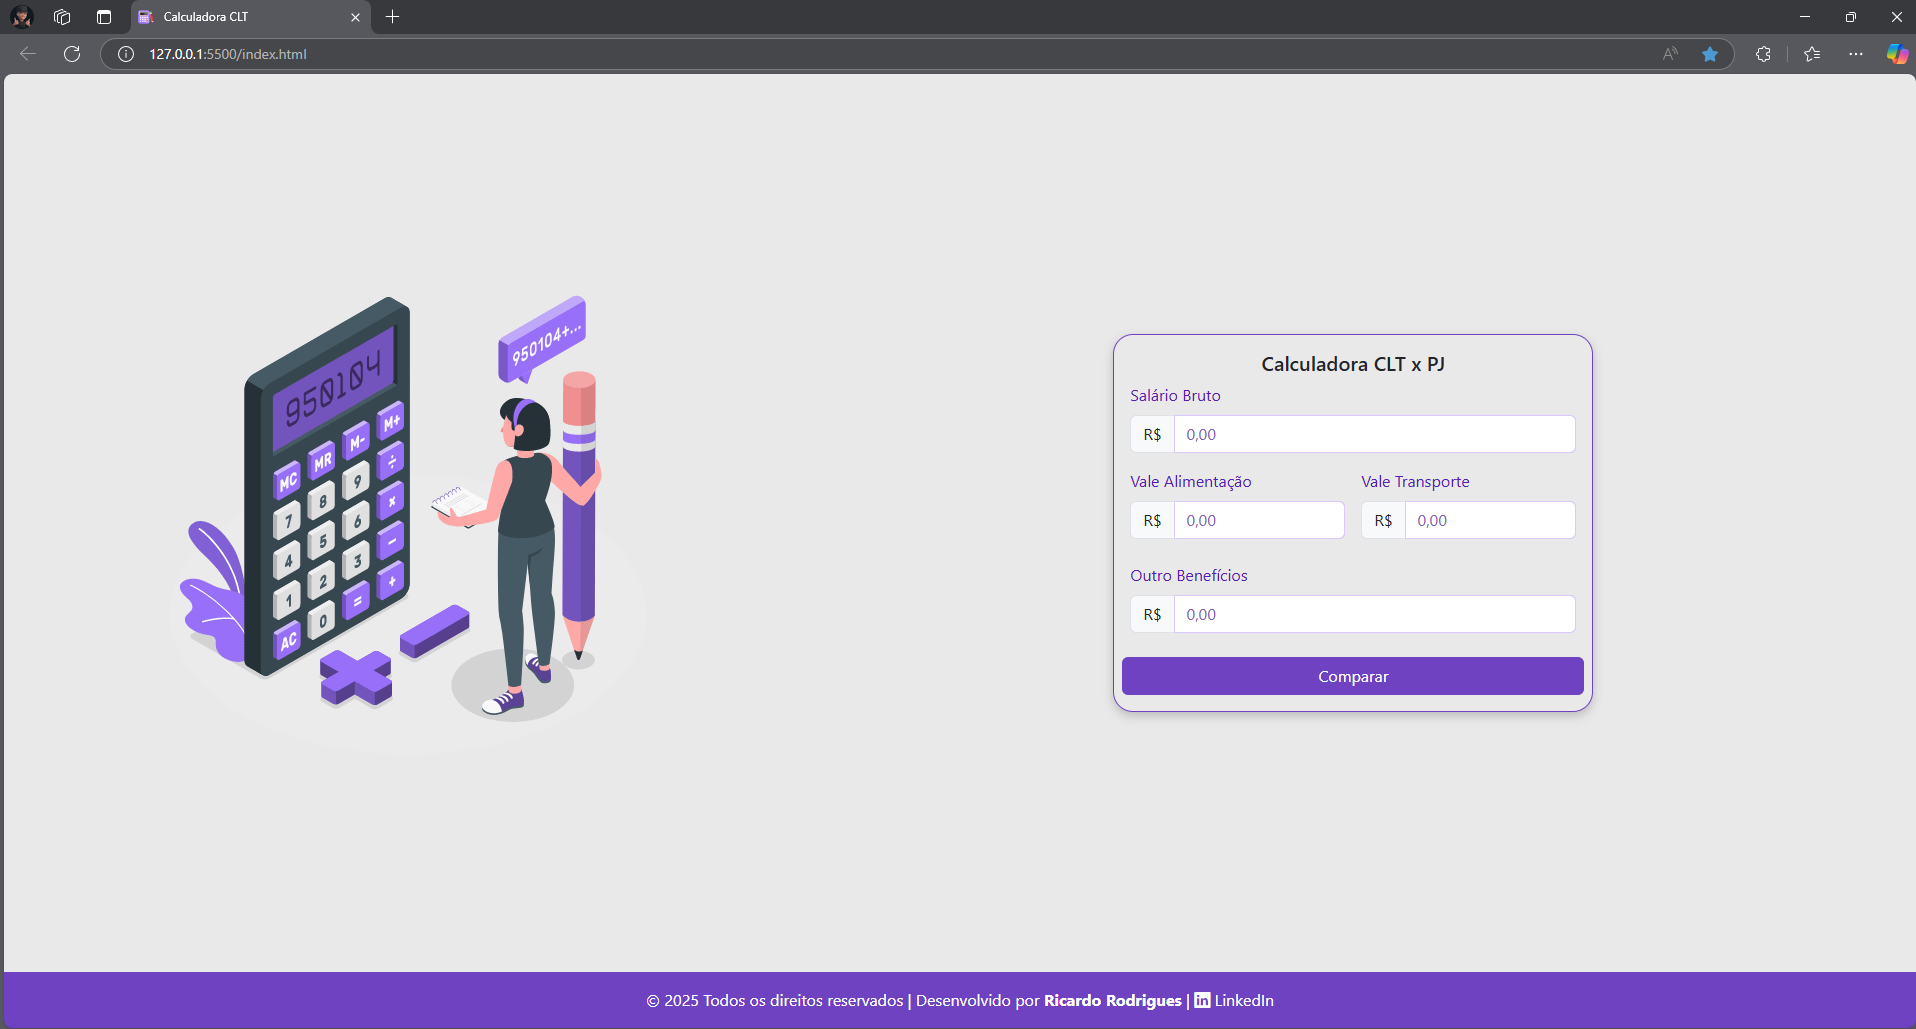 Calculadora CLT
127.0.0.1:5500/index.html
950104
950104+...
MC MR M- M+
7 8 9 ÷
4 5 6 ×
1 2 3 −
AC 0 = +
Calculadora CLT x PJ
Salário Bruto
R$ 0,00
Vale Alimentação Vale Transporte
R$ 0,00 R$ 0,00
Outro Benefícios
R$ 0,00
Comparar
© 2025 Todos os direitos reservados | Desenvolvido por Ricardo Rodrigues | in LinkedIn